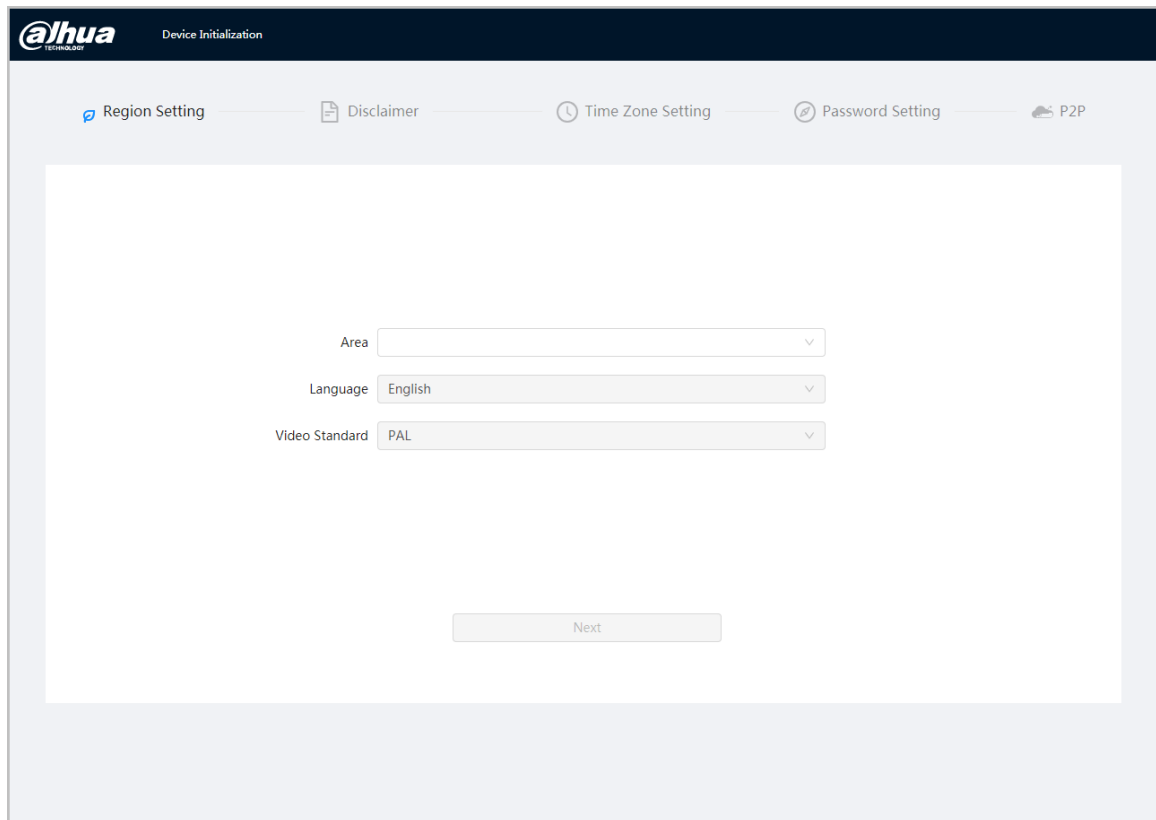 alhua
TECHNOLOGY
Device Initialization
Region Setting
Disclaimer
Time Zone Setting
Password Setting
P2P
Area
Language English
Video Standard PAL
Next